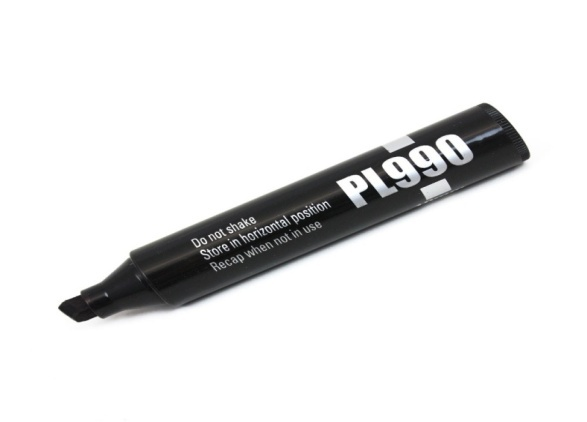 PL990
Do not shake
Store in horizontal position
Recap when not in use